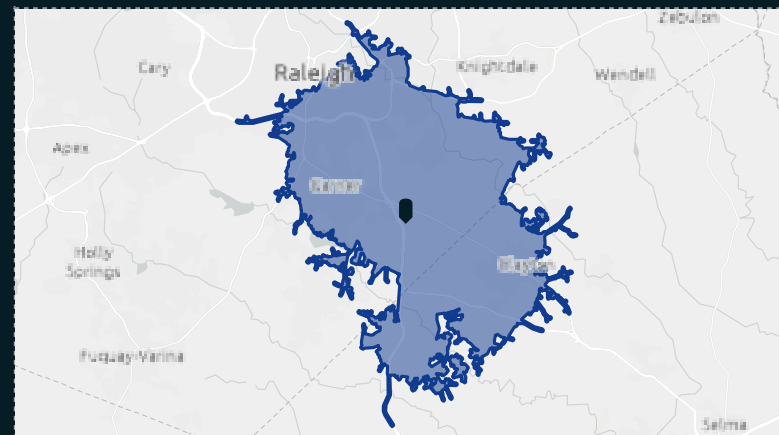 Zebulon
Cary
Raleigh
Knightdale
Wendell
Apex
Garner
Holly
Springs
Clayton
Fuquay-Varina
Selma